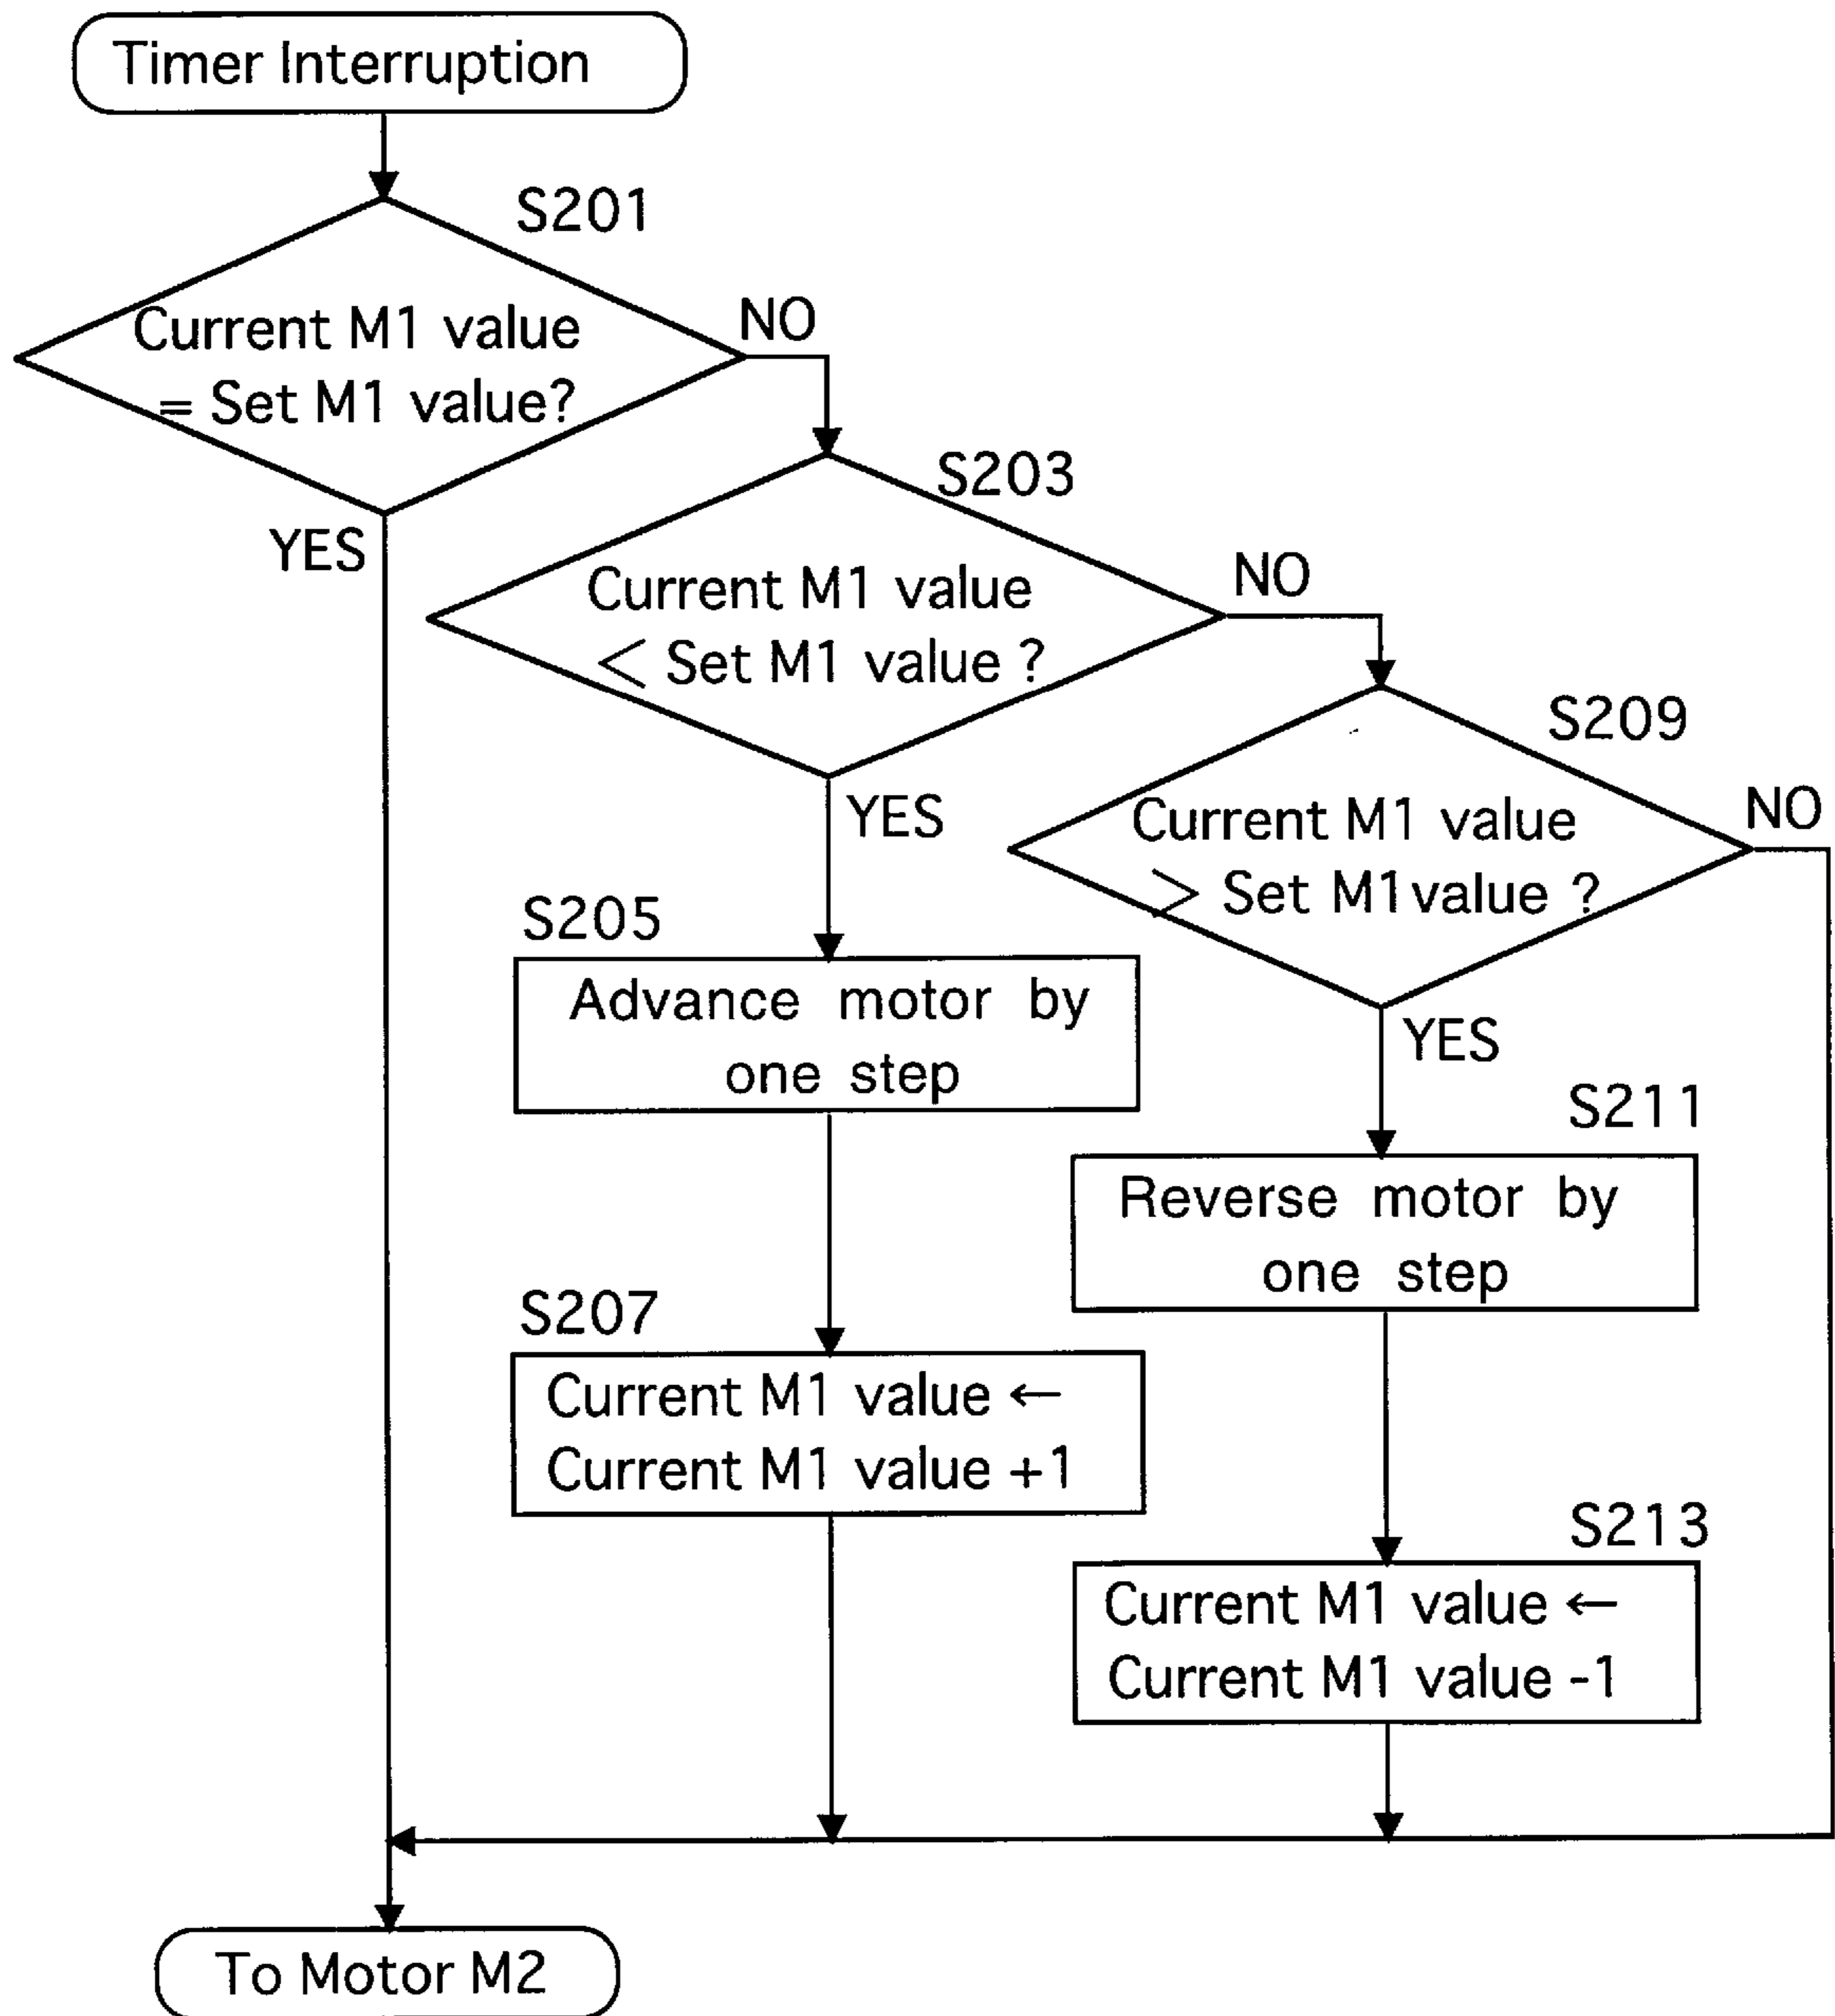 Timer Interruption
S201
Current M1 value
= Set M1 value?
NO
YES
S203
Current M1 value
< Set M1 value ?
NO
YES
S209
Current M1 value
> Set M1value ?
NO
YES
S205
Advance motor by
one step
S211
Reverse motor by
one step
S207
Current M1 value ←
Current M1 value +1
S213
Current M1 value ←
Current M1 value -1
To Motor M2